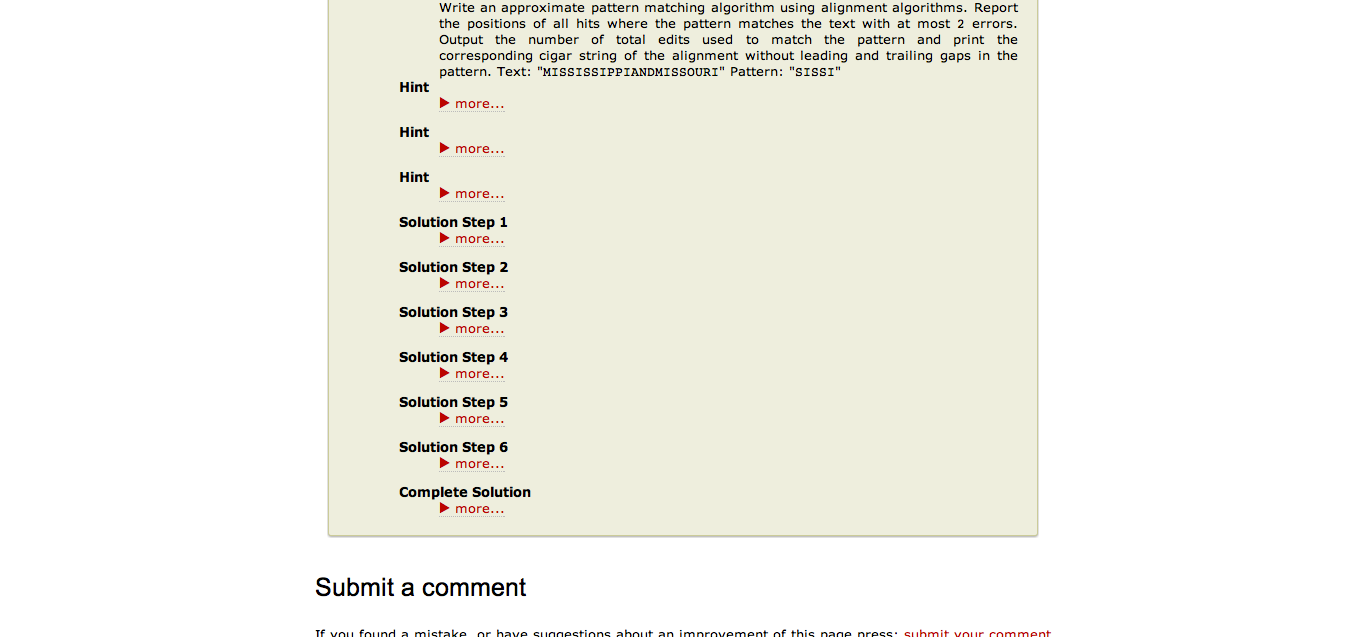 Write an approximate pattern matching algorithm using alignment algorithms. Report
the positions of all hits where the pattern matches the text with at most 2 errors.
Output the number of total edits used to match the pattern and print the
corresponding cigar string of the alignment without leading and trailing gaps in the
pattern. Text: "MISSISSIPPIANDMISSOURI" Pattern: "SISSI"
Hint
more...
Hint
more...
Hint
more...
Solution Step 1
more...
Solution Step 2
more...
Solution Step 3
more...
Solution Step 4
more...
Solution Step 5
more...
Solution Step 6
more...
Complete Solution
more...
Submit a comment
If you found a mistake, or have suggestions about an improvement of this page press: submit your comment